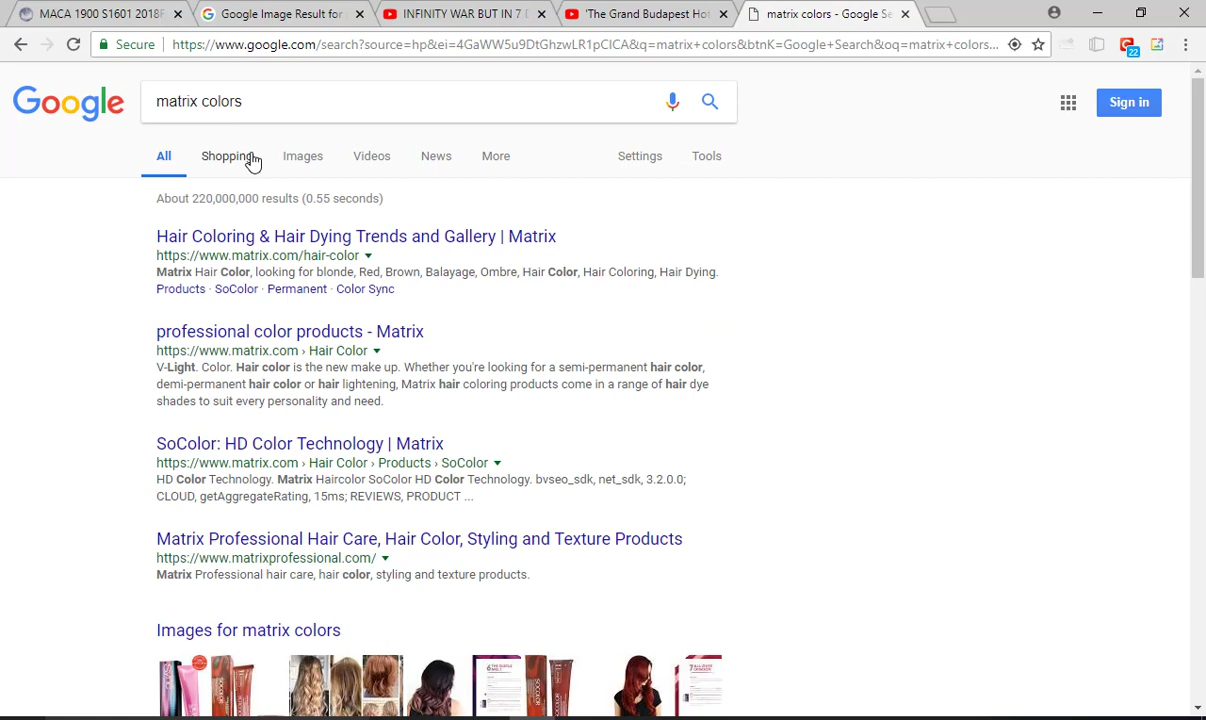 MACA 1900 S1601 2018F
Google Image Result for
INFINITY WAR BUT IN 7
'The Grand Budapest Hot
matrix colors - Google Se
Secure
https://www.google.com/search?source=hp&ei=4GaWW5u9DtGhzwLR1pCICA&q=matrix+colors&btnK=Google+Search&oq=matrix+colors...
22
Google
matrix colors
Sign in
All
Shopping
Images
Videos
News
More
Settings
Tools
About 220,000,000 results (0.55 seconds)
Hair Coloring & Hair Dying Trends and Gallery | Matrix
https://www.matrix.com/hair-color
Matrix Hair Color, looking for blonde, Red, Brown, Balayage, Ombre, Hair Color, Hair Coloring, Hair Dying.
Products · SoColor · Permanent · Color Sync
professional color products - Matrix
https://www.matrix.com › Hair Color
V-Light. Color. Hair color is the new make up. Whether you're looking for a semi-permanent hair color,
demi-permanent hair color or hair lightening, Matrix hair coloring products come in a range of hair dye
shades to suit every personality and need.
SoColor: HD Color Technology | Matrix
https://www.matrix.com › Hair Color › Products › SoColor
HD Color Technology. Matrix Haircolor SoColor HD Color Technology. bvseo_sdk, net_sdk, 3.2.0.0;
CLOUD, getAggregateRating, 15ms; REVIEWS, PRODUCT ...
Matrix Professional Hair Care, Hair Color, Styling and Texture Products
https://www.matrixprofessional.com/
Matrix Professional hair care, hair color, styling and texture products.
Images for matrix colors